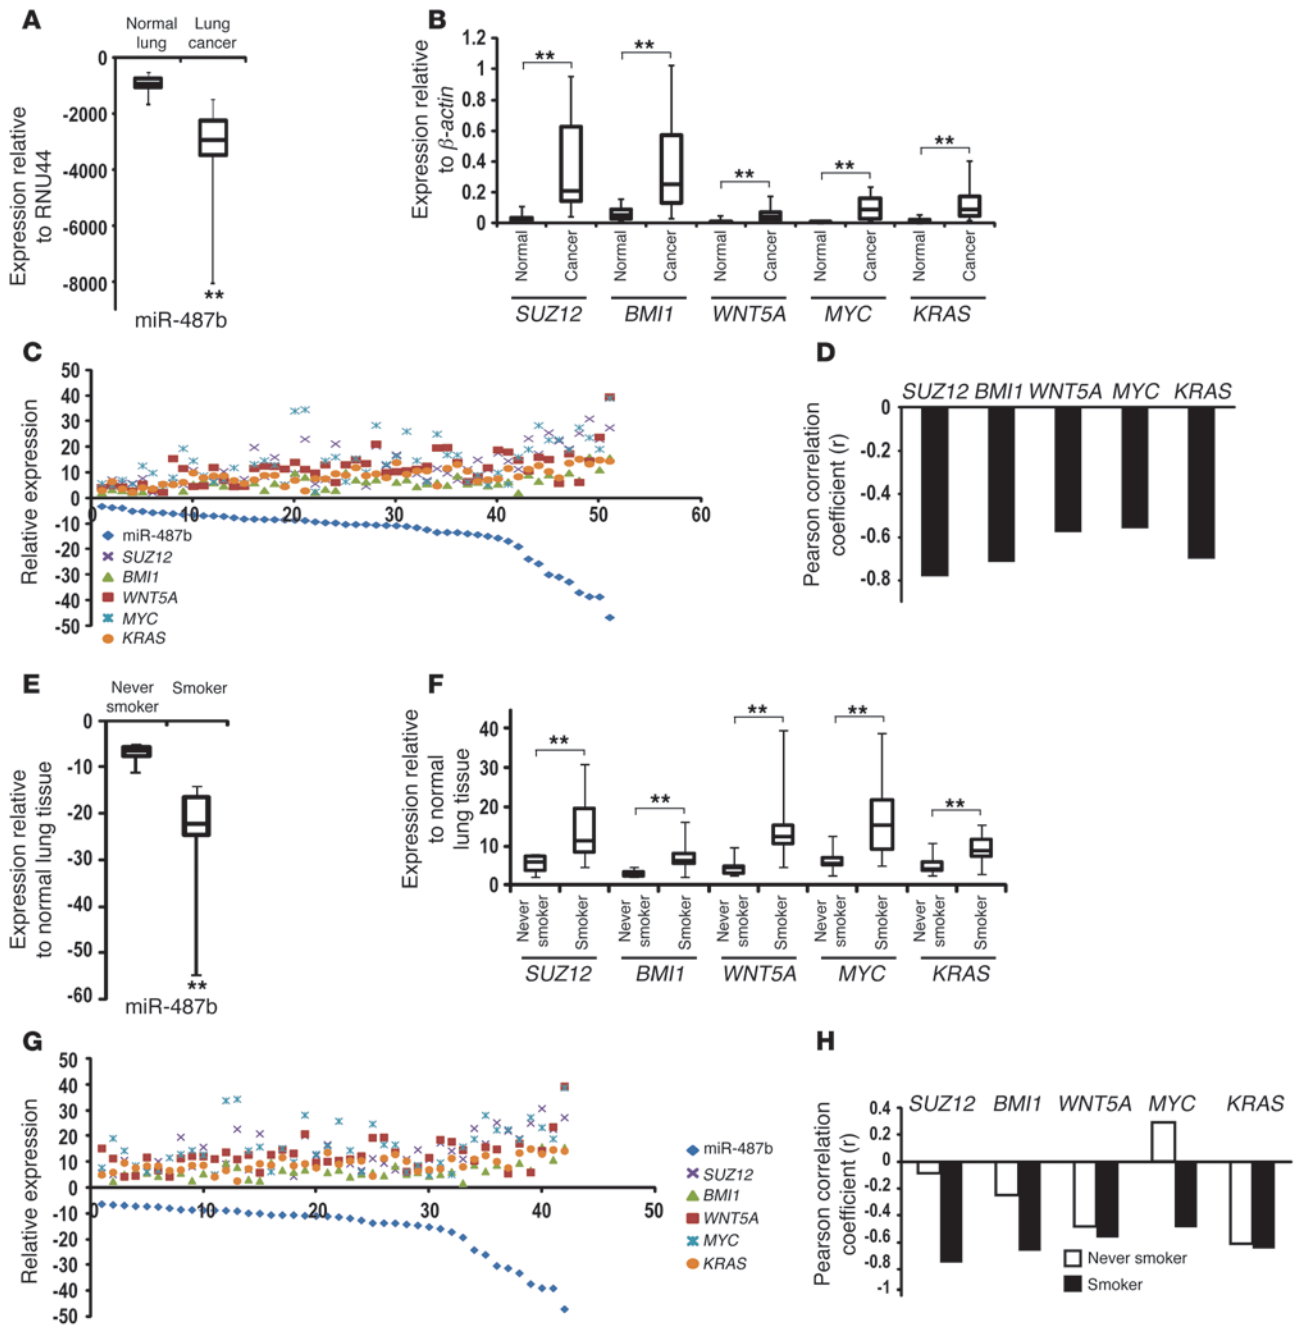 A
Normal lung
Lung cancer
0
-2000
-4000
-6000
-8000
Expression relative
to RNU44
**
miR-487b
B
1.2
1
0.8
0.6
0.4
0.2
0
Expression relative
to β-actin
**
**
**
**
**
Normal
Cancer
Normal
Cancer
Normal
Cancer
Normal
Cancer
Normal
Cancer
SUZ12
BMI1
WNT5A
MYC
KRAS
C
50
40
30
20
10
0
-10
-20
-30
-40
-50
Relative expression
0
10
20
30
40
50
60
miR-487b
SUZ12
BMI1
WNT5A
MYC
KRAS
D
SUZ12 BMI1 WNT5A MYC KRAS
0
-0.2
-0.4
-0.6
-0.8
Pearson correlation
coefficient (r)
E
Never smoker
Smoker
0
-10
-20
-30
-40
-50
-60
Expression relative
to normal lung tissue
**
miR-487b
F
40
30
20
10
0
Expression relative
to normal
lung tissue
**
**
**
**
**
Never smoker
Smoker
Never smoker
Smoker
Never smoker
Smoker
Never smoker
Smoker
Never smoker
Smoker
SUZ12
BMI1
WNT5A
MYC
KRAS
G
50
40
30
20
10
0
-10
-20
-30
-40
-50
Relative expression
0
10
20
30
40
50
miR-487b
SUZ12
BMI1
WNT5A
MYC
KRAS
H
SUZ12 BMI1 WNT5A MYC KRAS
0.4
0.2
0
-0.2
-0.4
-0.6
-0.8
-1
Pearson correlation
coefficient (r)
Never smoker
Smoker